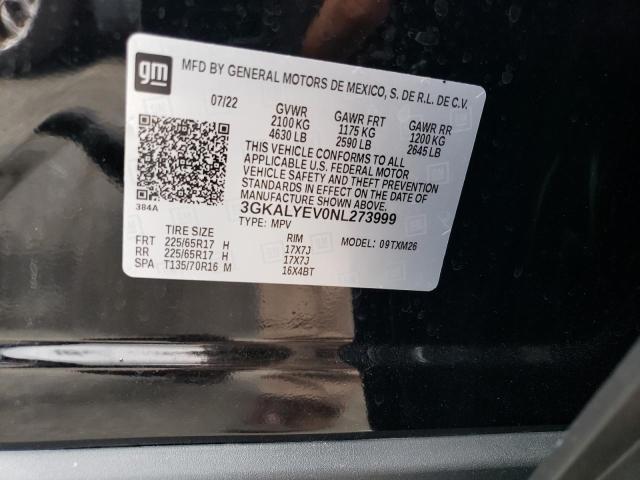 gm
MFD BY GENERAL MOTORS DE MEXICO, S. DE R.L. DE C.V.
07/22 GVWR GAWR FRT GAWR RR
2100 KG 1175 KG 1200 KG
4630 LB 2590 LB 2645 LB
THIS VEHICLE CONFORMS TO ALL
APPLICABLE U.S. FEDERAL MOTOR
VEHICLE SAFETY AND THEFT PREVENTION
STANDARDS IN EFFECT ON THE DATE OF
MANUFACTURE SHOWN ABOVE.
384A 3GKALYEV0NL273999
TYPE: MPV
TIRE SIZE RIM MODEL: 09TXM26
FRT 225/65R17 H 17X7J
RR 225/65R17 H 17X7J
SPA T135/70R16 M 16X4BT